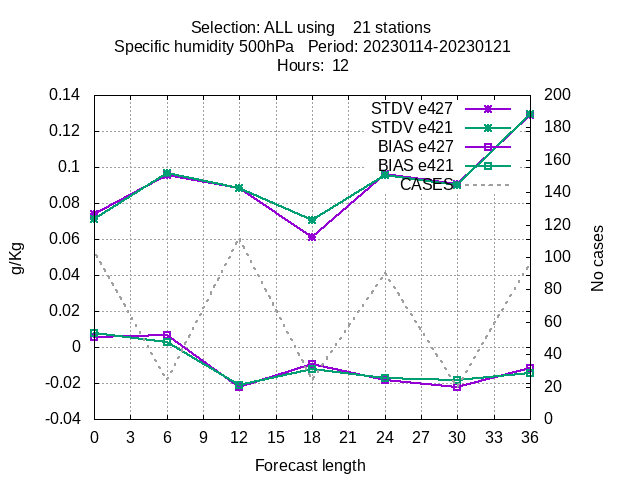 Selection: ALL using 21 stations
Specific humidity 500hPa Period: 20230114-20230121
Hours: 12
0.14
0.12
0.1
0.08
0.06
0.04
0.02
0
-0.02
-0.04
g/Kg
STDV e427
STDV e421
BIAS e427
BIAS e421
CASES
200
180
160
140
120
100
80
60
40
20
0
No cases
0 3 6 9 12 15 18 21 24 27 30 33 36
Forecast length